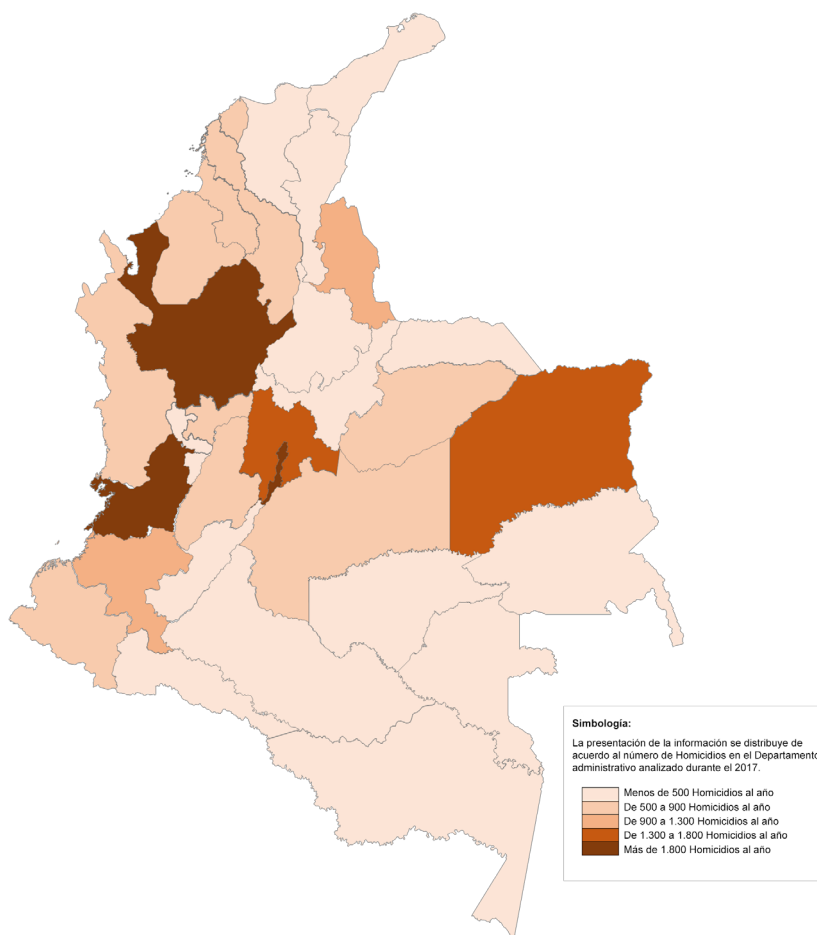 Simbología:
La presentación de la información se distribuye de
acuerdo al número de Homicidios en el Departamento
administrativo analizado durante el 2017.
Menos de 500 Homicidios al año
De 500 a 900 Homicidios al año
De 900 a 1.300 Homicidios al año
De 1.300 a 1.800 Homicidios al año
Más de 1.800 Homicidios al año